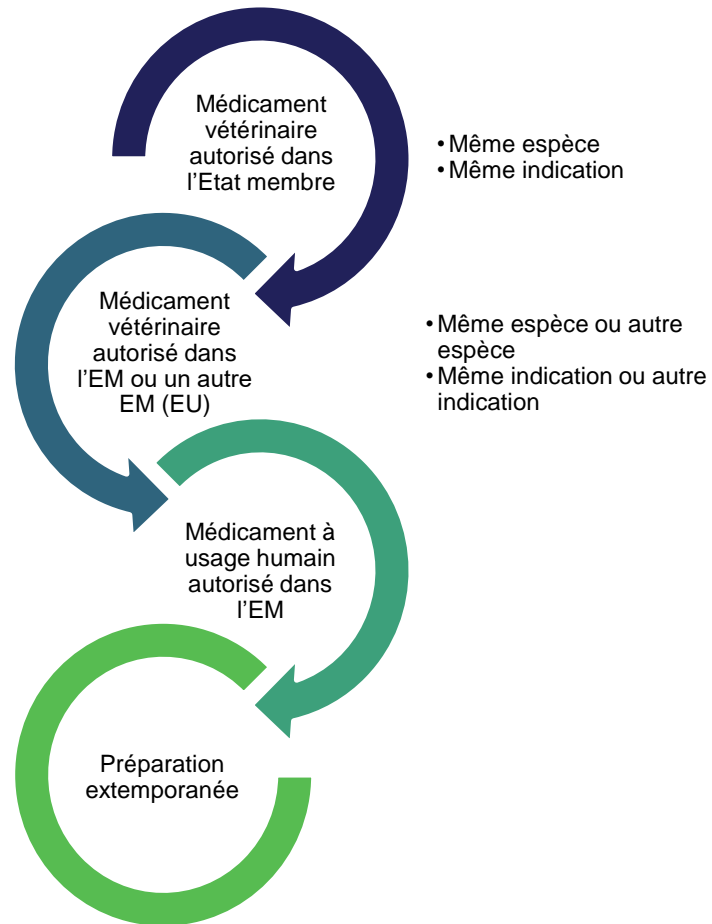 Médicament
vétérinaire
autorisé dans
l'Etat membre
• Même espèce
• Même indication
Médicament
vétérinaire
autorisé dans
l'EM ou un autre
EM (EU)
• Même espèce ou autre
espèce
• Même indication ou autre
indication
Médicament à
usage humain
autorisé dans
l'EM
Préparation
extemporanée